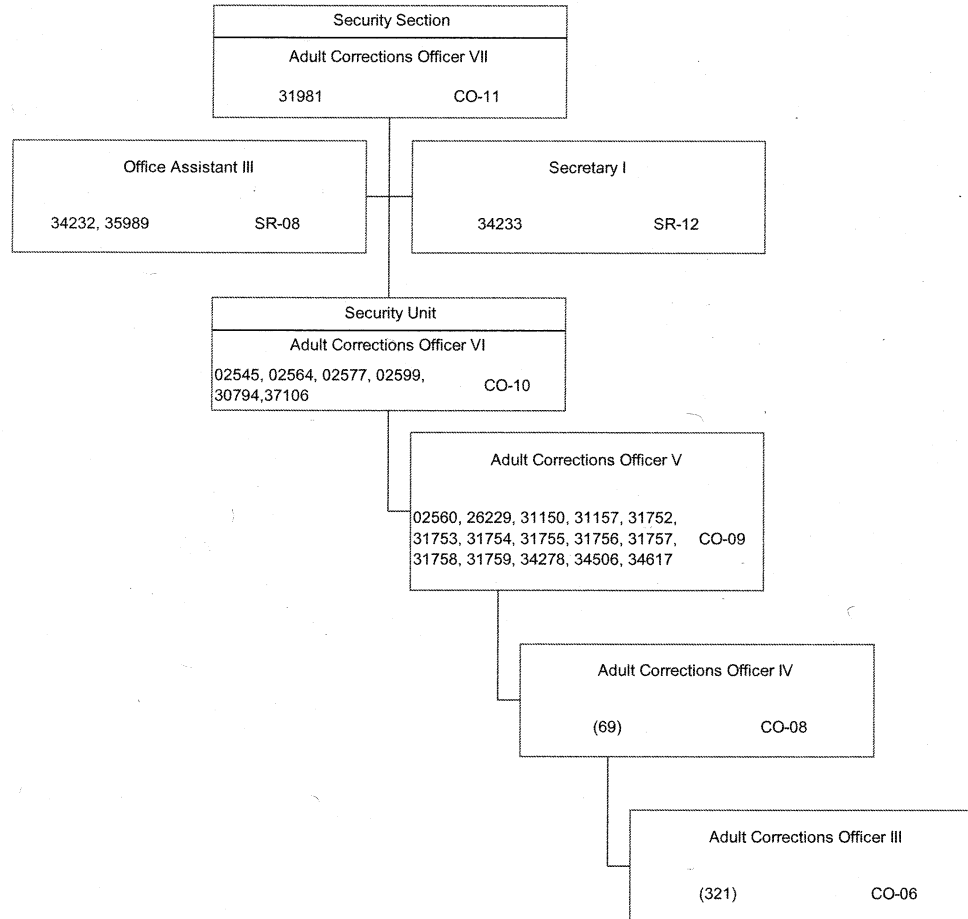 Security Section
Adult Corrections Officer VII
31981 CO-11
Office Assistant III
34232, 35989 SR-08
Secretary I
34233 SR-12
Security Unit
Adult Corrections Officer VI
02545, 02564, 02577, 02599,
30794,37106
CO-10
Adult Corrections Officer V
02560, 26229, 31150, 31157, 31752,
31753, 31754, 31755, 31756, 31757,
31758, 31759, 34278, 34506, 34617
CO-09
Adult Corrections Officer IV
(69) CO-08
Adult Corrections Officer III
(321) CO-06